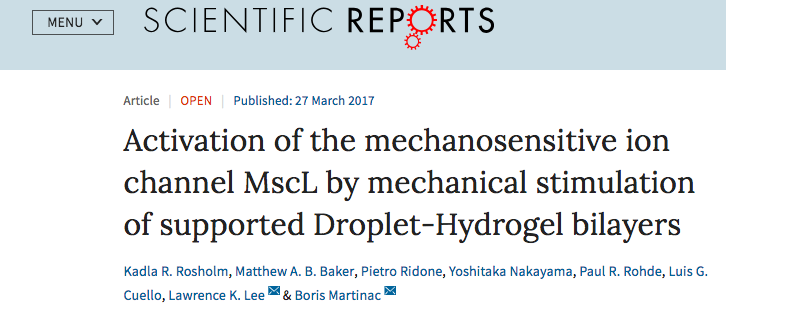 MENU
SCIENTIFIC REPORTS
Article | OPEN | Published: 27 March 2017
Activation of the mechanosensitive ion
channel MscL by mechanical stimulation
of supported Droplet-Hydrogel bilayers
Kadla R. Rosholm, Matthew A. B. Baker, Pietro Ridone, Yoshitaka Nakayama, Paul R. Rohde, Luis G.
Cuello, Lawrence K. Lee & Boris Martinac